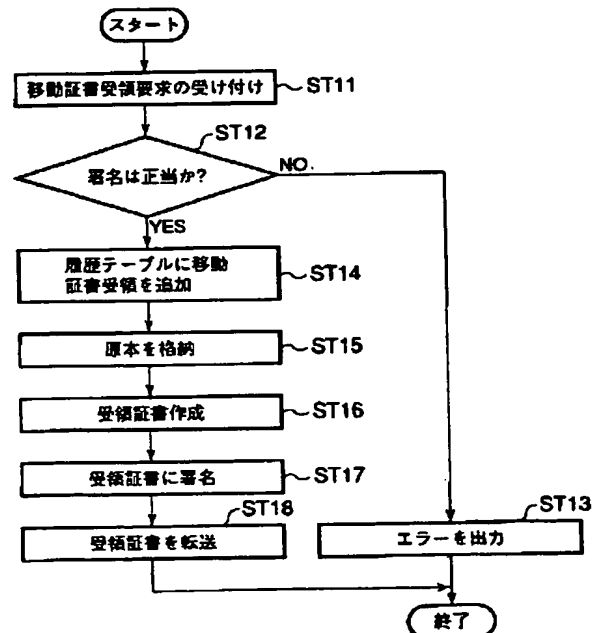 スタート
移動証書受領要求の受け付け
ST11
ST12
署名は正当か?
NO.
YES
履歴テーブルに移動
証書受領を追加
ST14
原本を格納
ST15
受領証書作成
ST16
受領証書に署名
ST17
ST18
受領証書を転送
ST13
エラーを出力
終了